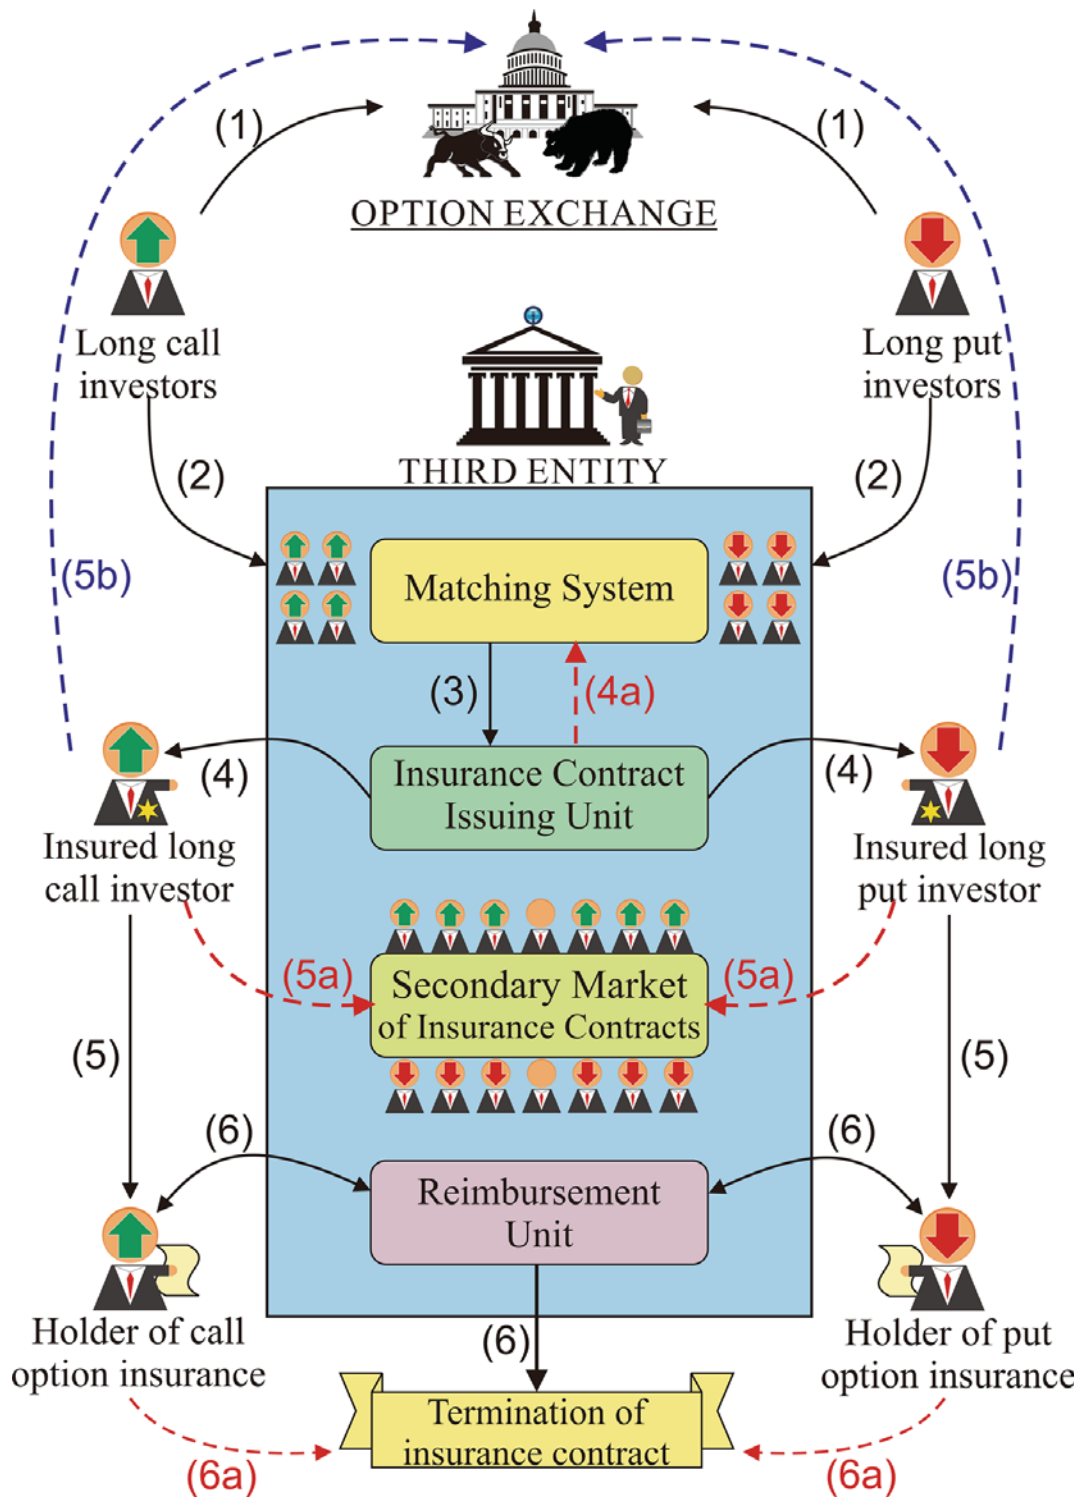 (1)
(1)
OPTION EXCHANGE
Long call
investors
Long put
investors
(2)
(2)
THIRD ENTITY
(5b)
(5b)
Matching System
(3)
(4a)
(4)
(4)
Insurance Contract
Issuing Unit
Insured long
call investor
Insured long
put investor
(5a)
(5a)
Secondary Market
of Insurance Contracts
(5)
(5)
(6)
(6)
Reimbursement
Unit
Holder of call
option insurance
Holder of put
option insurance
(6)
Termination of
insurance contract
(6a)
(6a)